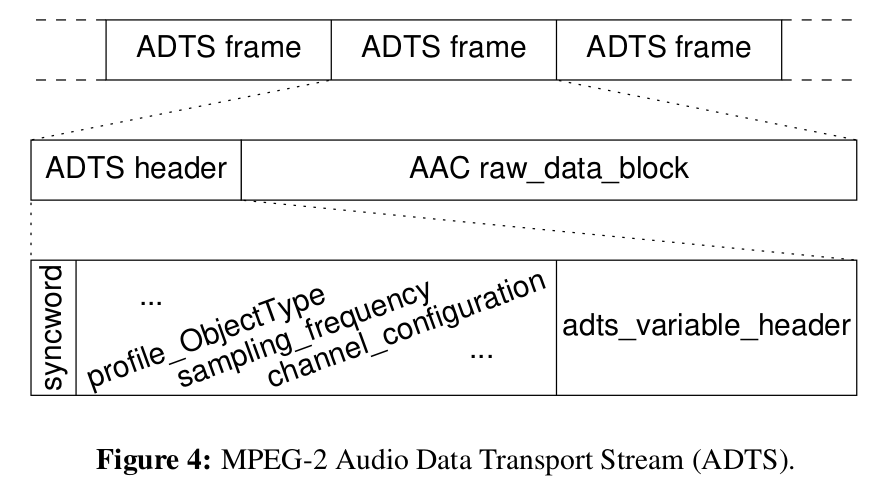 ADTS frame ADTS frame ADTS frame
ADTS header AAC raw_data_block
syncword
...
profile_ObjectType
sampling_frequency
channel_configuration
...
adts_variable_header
Figure 4: MPEG-2 Audio Data Transport Stream (ADTS).